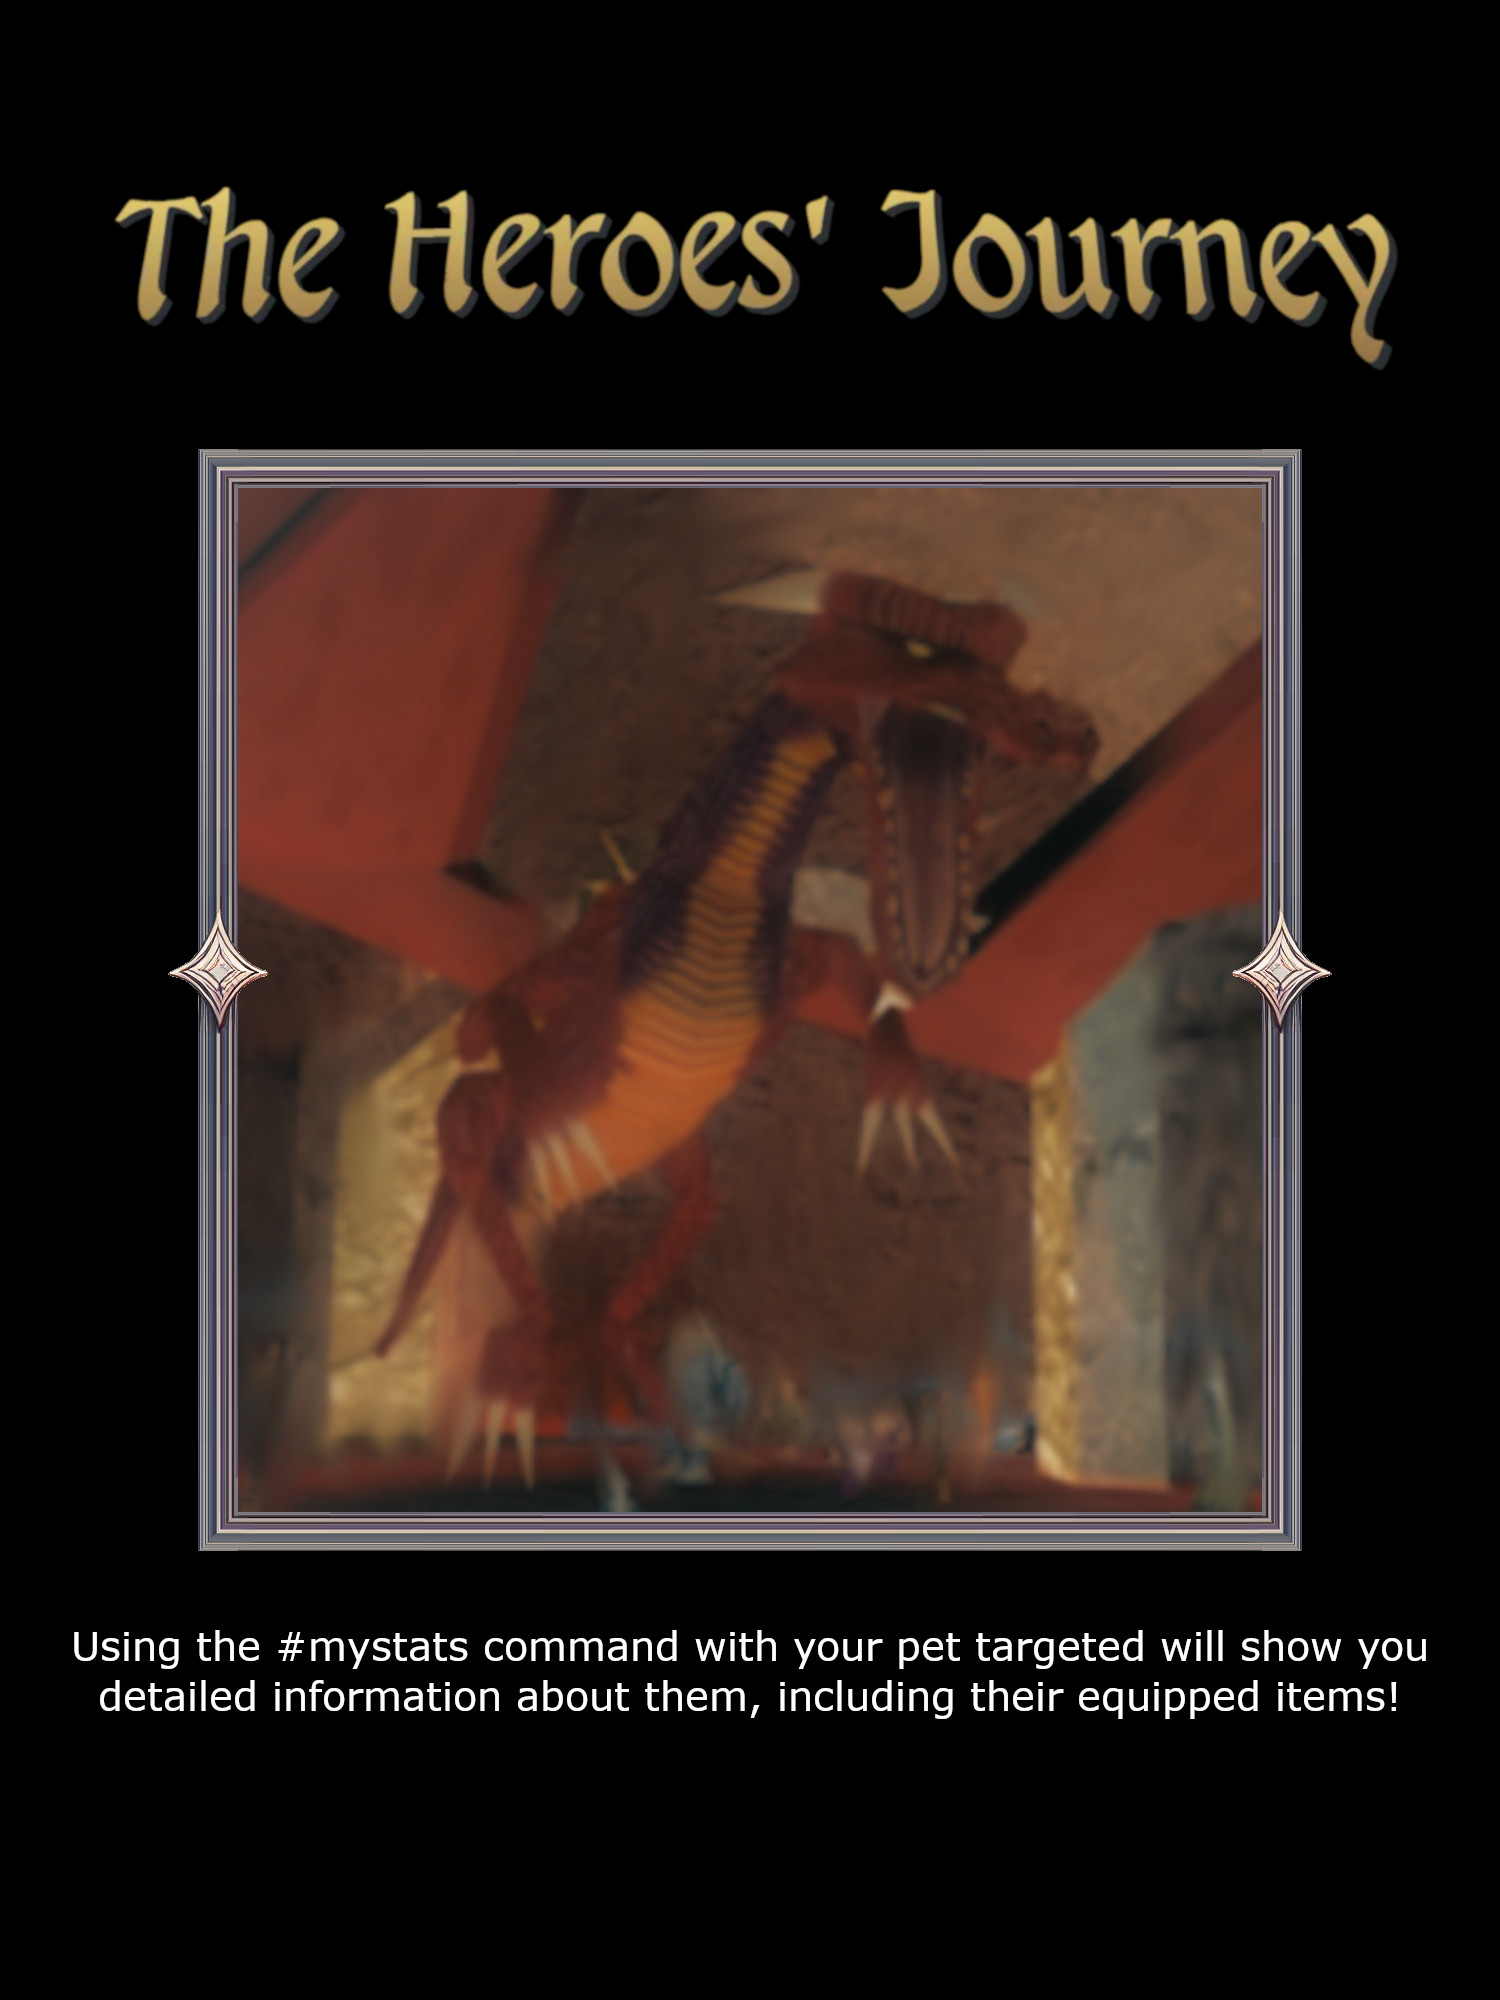 The Heroes' Journey
Using the #mystats command with your pet targeted will show you
detailed information about them, including their equipped items!